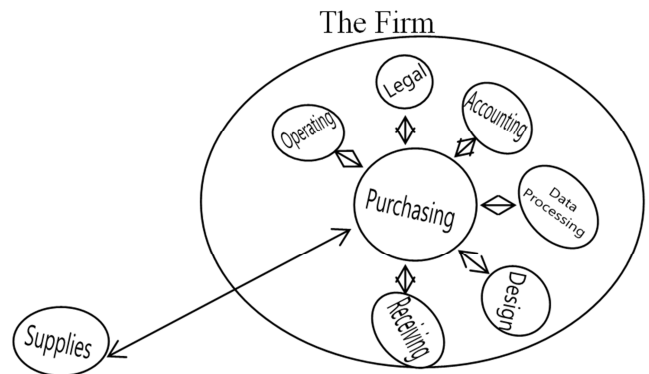 The Firm
Legal
Accounting
Operating
Data
Processing
Purchasing
Design
Receiving
Supplies